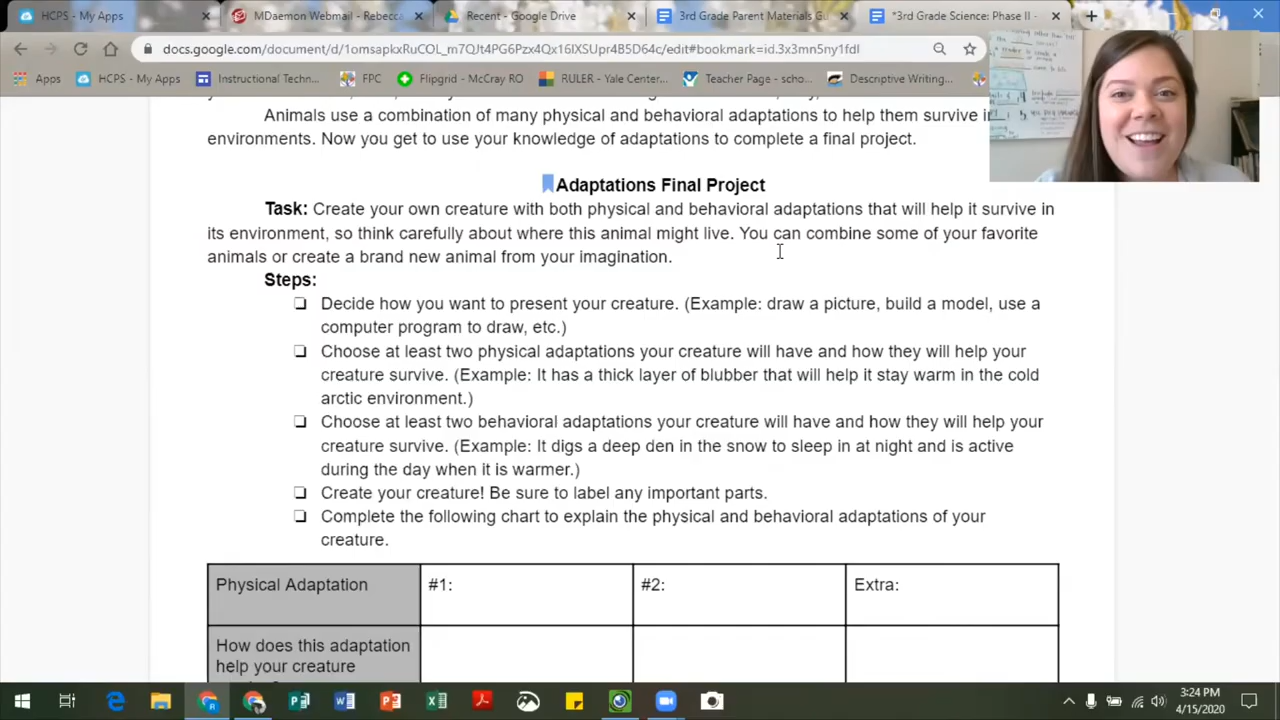 HCPS - My Apps
MDaemon Webmail - Rebecca
Recent - Google Drive
3rd Grade Parent Materials Gu
*3rd Grade Science: Phase II -
docs.google.com/document/d/1omsapkxRuCOL_m7QJt4PG6Pzx4Qx16lXSUpr4B5D64c/edit#bookmark=id.3x3mn5ny1fdl
Apps
HCPS - My Apps
Instructional Techn...
FPC
Flipgrid - McCray RO
RULER - Yale Center...
Teacher Page - scho...
Descriptive Writing...
Animals use a combination of many physical and behavioral adaptations to help them survive in
environments. Now you get to use your knowledge of adaptations to complete a final project.
Adaptations Final Project
Task: Create your own creature with both physical and behavioral adaptations that will help it survive in
its environment, so think carefully about where this animal might live. You can combine some of your favorite
animals or create a brand new animal from your imagination.
Steps:
Decide how you want to present your creature. (Example: draw a picture, build a model, use a
computer program to draw, etc.)
Choose at least two physical adaptations your creature will have and how they will help your
creature survive. (Example: It has a thick layer of blubber that will help it stay warm in the cold
arctic environment.)
Choose at least two behavioral adaptations your creature will have and how they will help your
creature survive. (Example: It digs a deep den in the snow to sleep in at night and is active
during the day when it is warmer.)
Create your creature! Be sure to label any important parts.
Complete the following chart to explain the physical and behavioral adaptations of your
creature.
Physical Adaptation
#1:
#2:
Extra:
How does this adaptation
help your creature
3:24 PM
4/15/2020